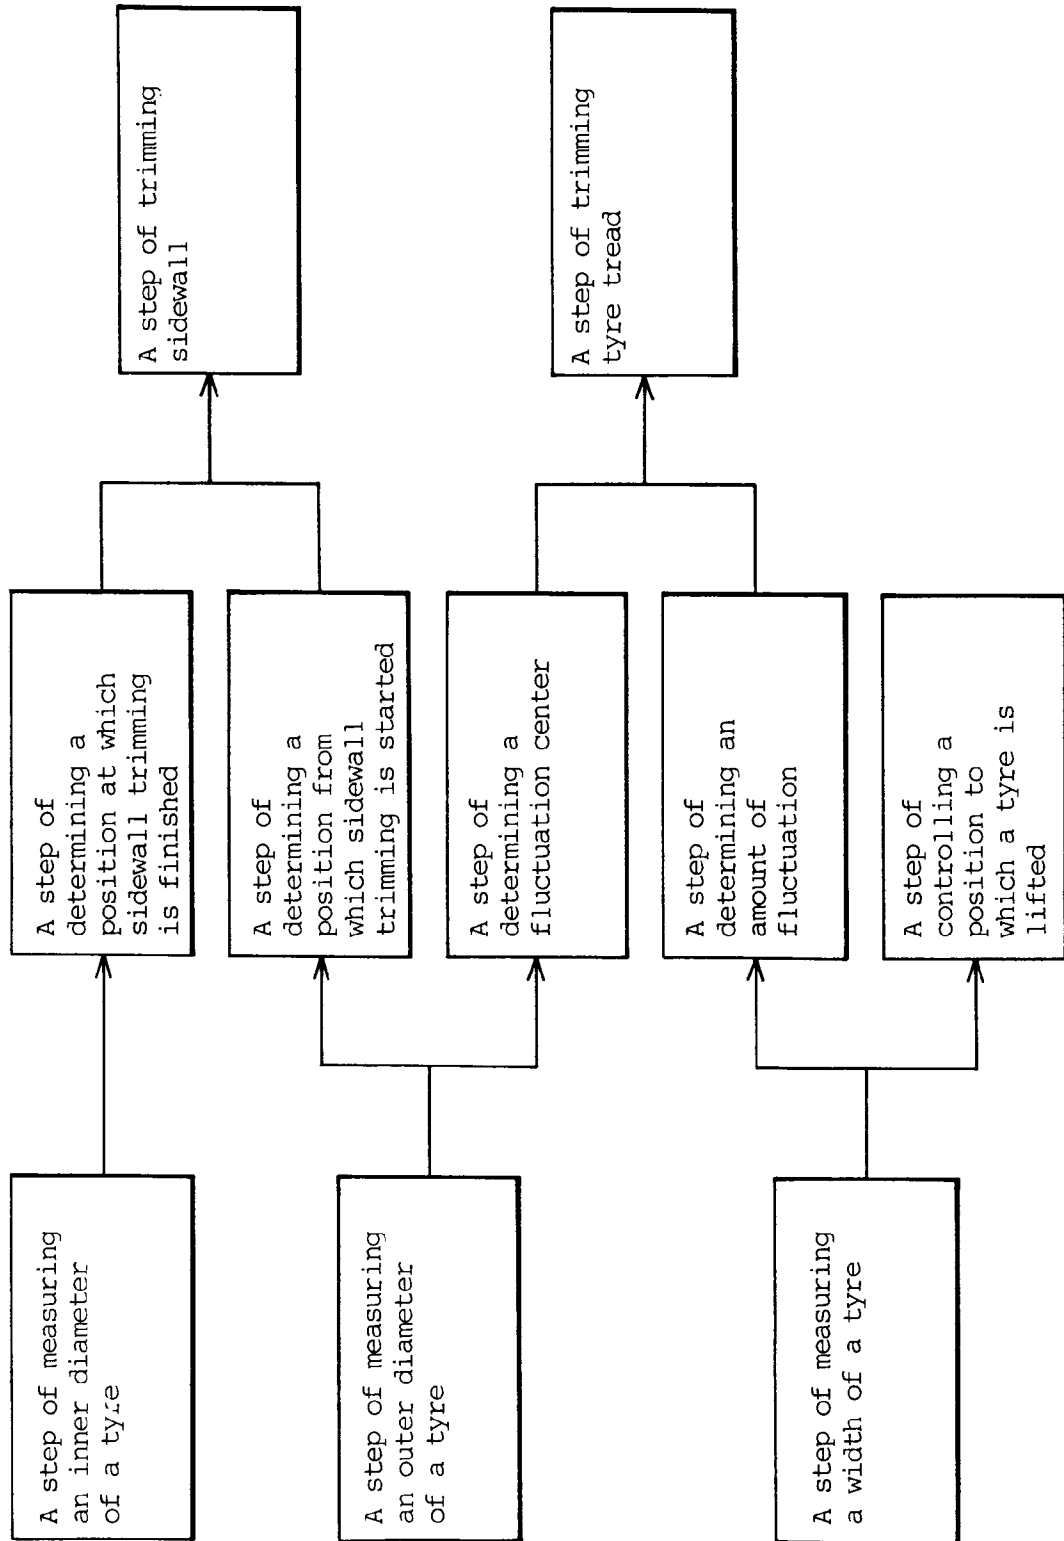 A step of measuring
an inner diameter
of a tyre
A step of measuring
an outer diameter
of a tyre
A step of measuring
a width of a tyre
A step of
determining a
position at which
sidewall trimming
is finished
A step of
determining a
position from
which sidewall
trimming is started
A step of
determining a
fluctuation center
A step of
determining an
amount of
fluctuation
A step of
controlling a
position to
which a tyre is
lifted
A step of trimming
sidewall
A step of trimming
tyre tread